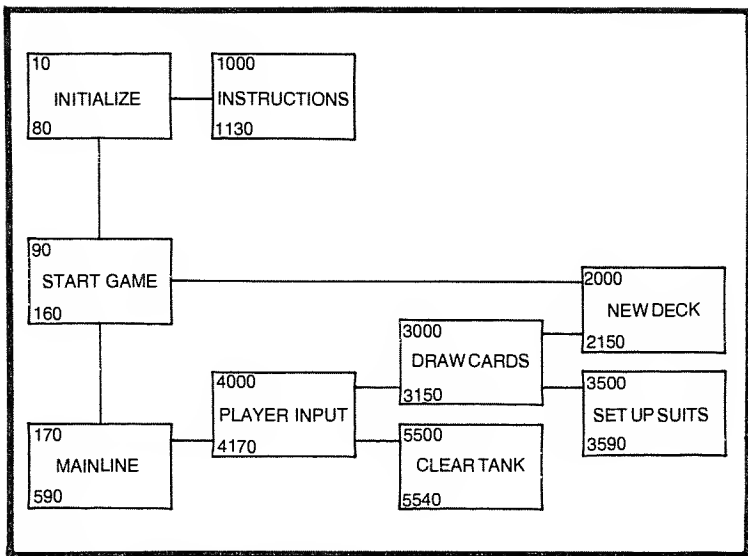 10
INITIALIZE
80
1000
INSTRUCTIONS
1130
90
START GAME
160
2000
NEW DECK
2150
3000
DRAW CARDS
3150
3500
SET UP SUITS
3590
4000
PLAYER INPUT
4170
5500
CLEAR TANK
5540
170
MAINLINE
590